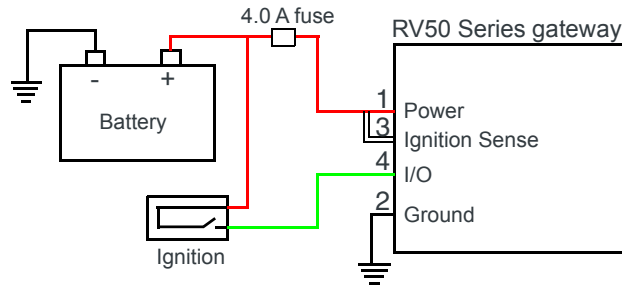 4.0 A fuse
RV50 Series gateway
- +
Battery
1 Power
3 Ignition Sense
4 I/O
2 Ground
Ignition